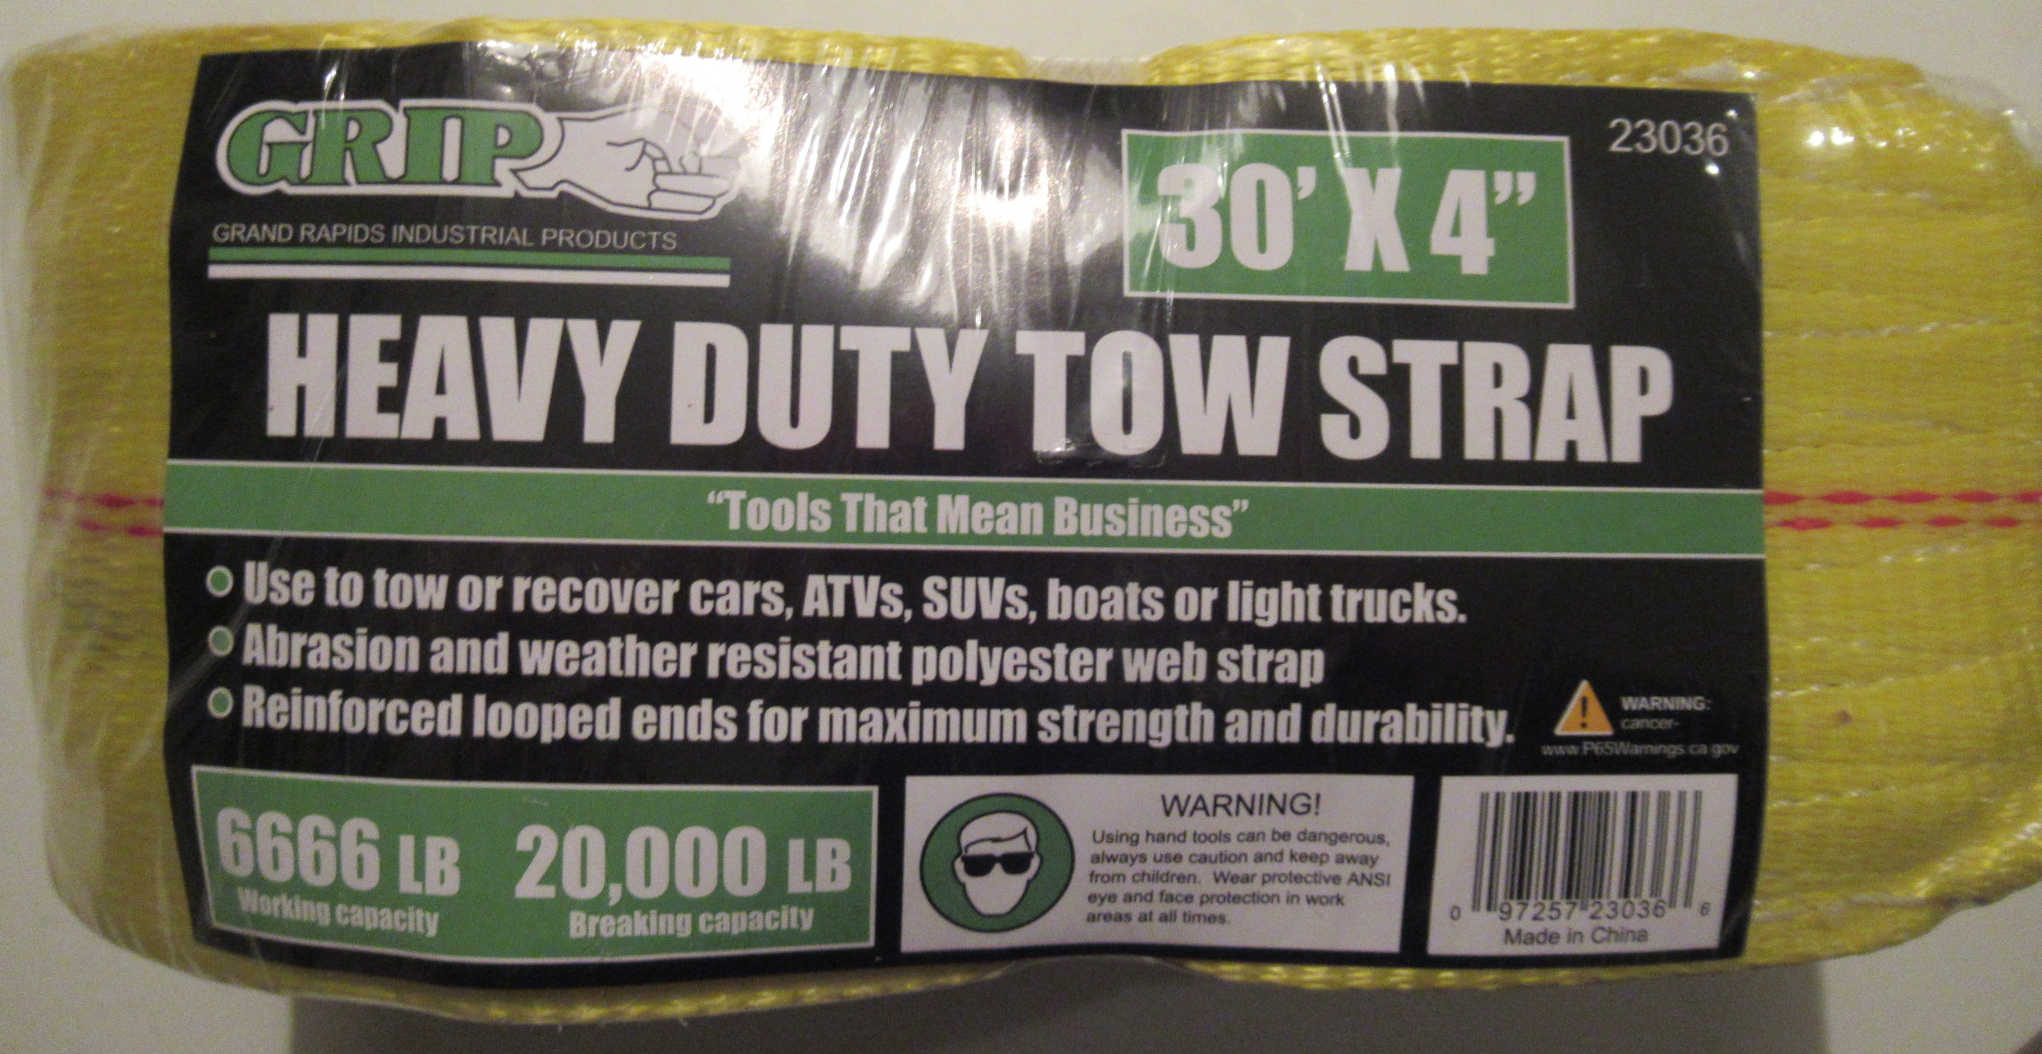 GRIP
GRAND RAPIDS INDUSTRIAL PRODUCTS
30' X 4"
23036
HEAVY DUTY TOW STRAP
"Tools That Mean Business"
Use to tow or recover cars, ATVs, SUVs, boats or light trucks.
Abrasion and weather resistant polyester web strap
Reinforced looped ends for maximum strength and durability.
WARNING:
cancer-
www.P65Warnings.ca.gov
6666 LB
Working capacity
20,000 LB
Breaking capacity
WARNING!
Using hand tools can be dangerous,
always use caution and keep away
from children. Wear protective ANSI
eye and face protection in work
areas at all times.
0 97257 23036 6
Made in China